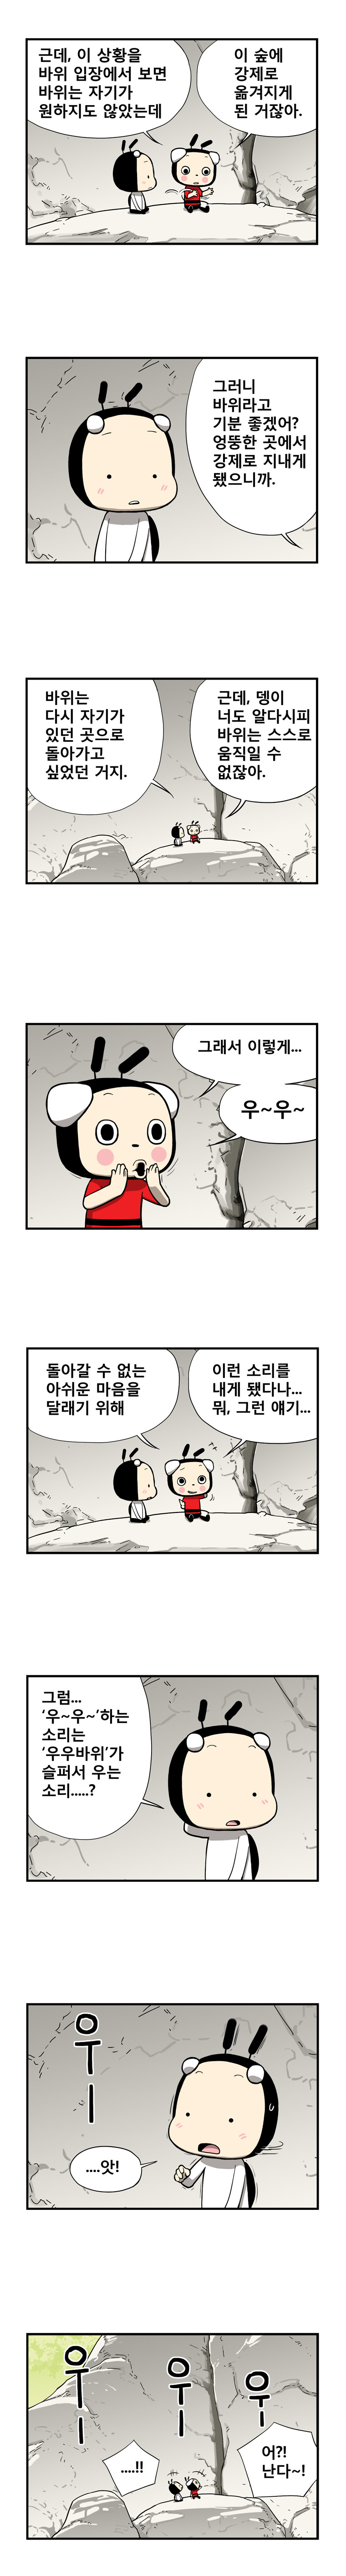 근데, 이 상황을
바위 입장에서 보면
바위는 자기가
원하지도 않았는데
이 숲에
강제로
옮겨지게
된 거잖아.
그러니
바위라고
기분 좋겠어?
엉뚱한 곳에서
강제로 지내게
됐으니까.
바위는
다시 자기가
있던 곳으로
돌아가고
싶었던 거지.
근데, 뎅이
너도 알다시피
바위는 스스로
움직일 수
없잖아.
그래서 이렇게...
우~우~
돌아갈 수 없는
아쉬운 마음을
달래기 위해
이런 소리를
내게 됐다나...
뭐, 그런 얘기...
그럼...
‘우~우~’하는
소리는
‘우우바위’가
슬퍼서 우는
소리.....?
우ㅡ
....앗!
우ㅡ
우ㅡ
우ㅡ
....!!
어?!
난다~!